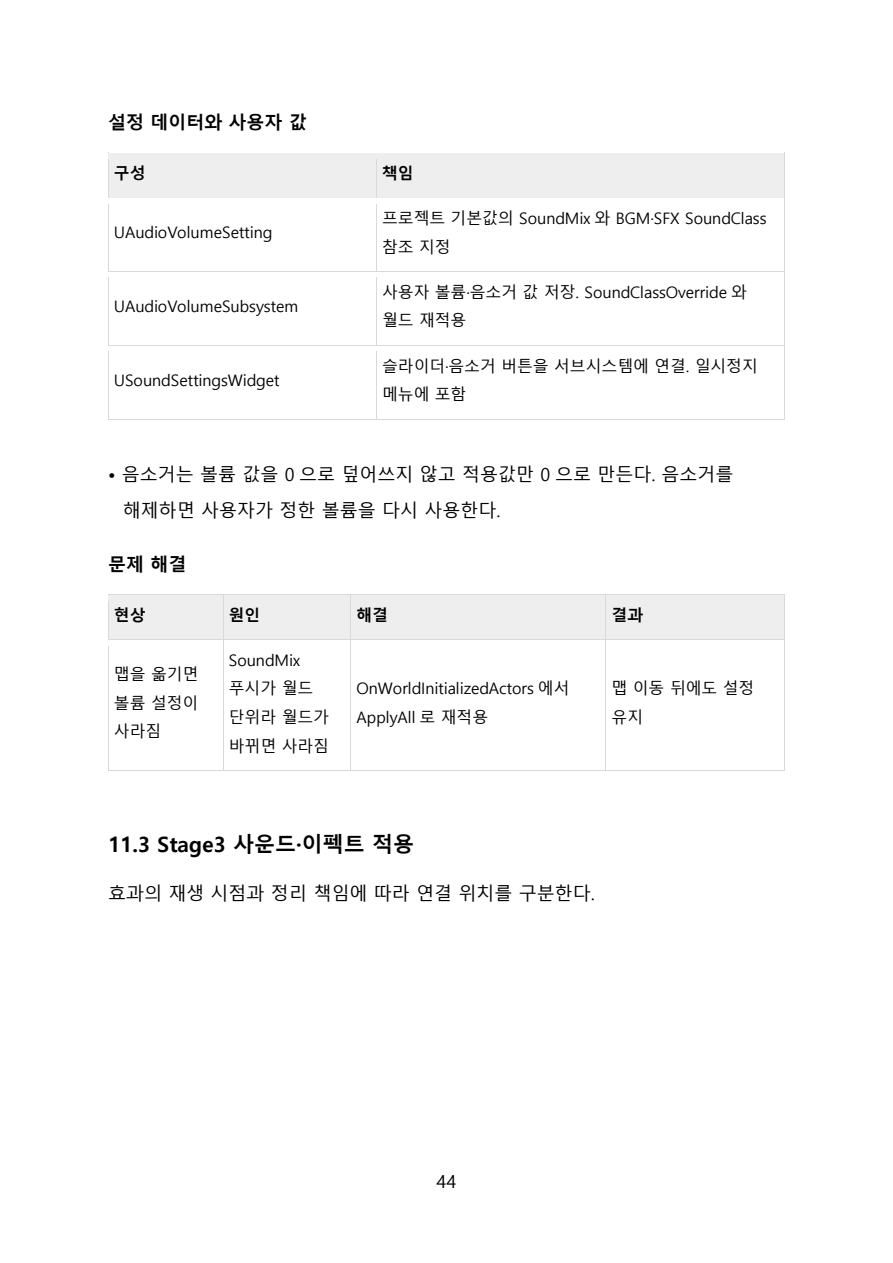 설정 데이터와 사용자 값
구성 책임
UAudioVolumeSetting
프로젝트 기본값의 SoundMix 와 BGM·SFX SoundClass
참조 지정
UAudioVolumeSubsystem
사용자 볼륨·음소거 값 저장. SoundClassOverride 와
월드 재적용
USoundSettingsWidget
슬라이더·음소거 버튼을 서브시스템에 연결. 일시정지
메뉴에 포함
• 음소거는 볼륨 값을 0 으로 덮어쓰지 않고 적용값만 0 으로 만든다. 음소거를
해제하면 사용자가 정한 볼륨을 다시 사용한다.
문제 해결
현상 원인 해결 결과
맵을 옮기면
볼륨 설정이
사라짐
SoundMix
푸시가 월드
단위라 월드가
바뀌면 사라짐
OnWorldInitializedActors 에서
ApplyAll 로 재적용
맵 이동 뒤에도 설정
유지
11.3 Stage3 사운드·이펙트 적용
효과의 재생 시점과 정리 책임에 따라 연결 위치를 구분한다.
44